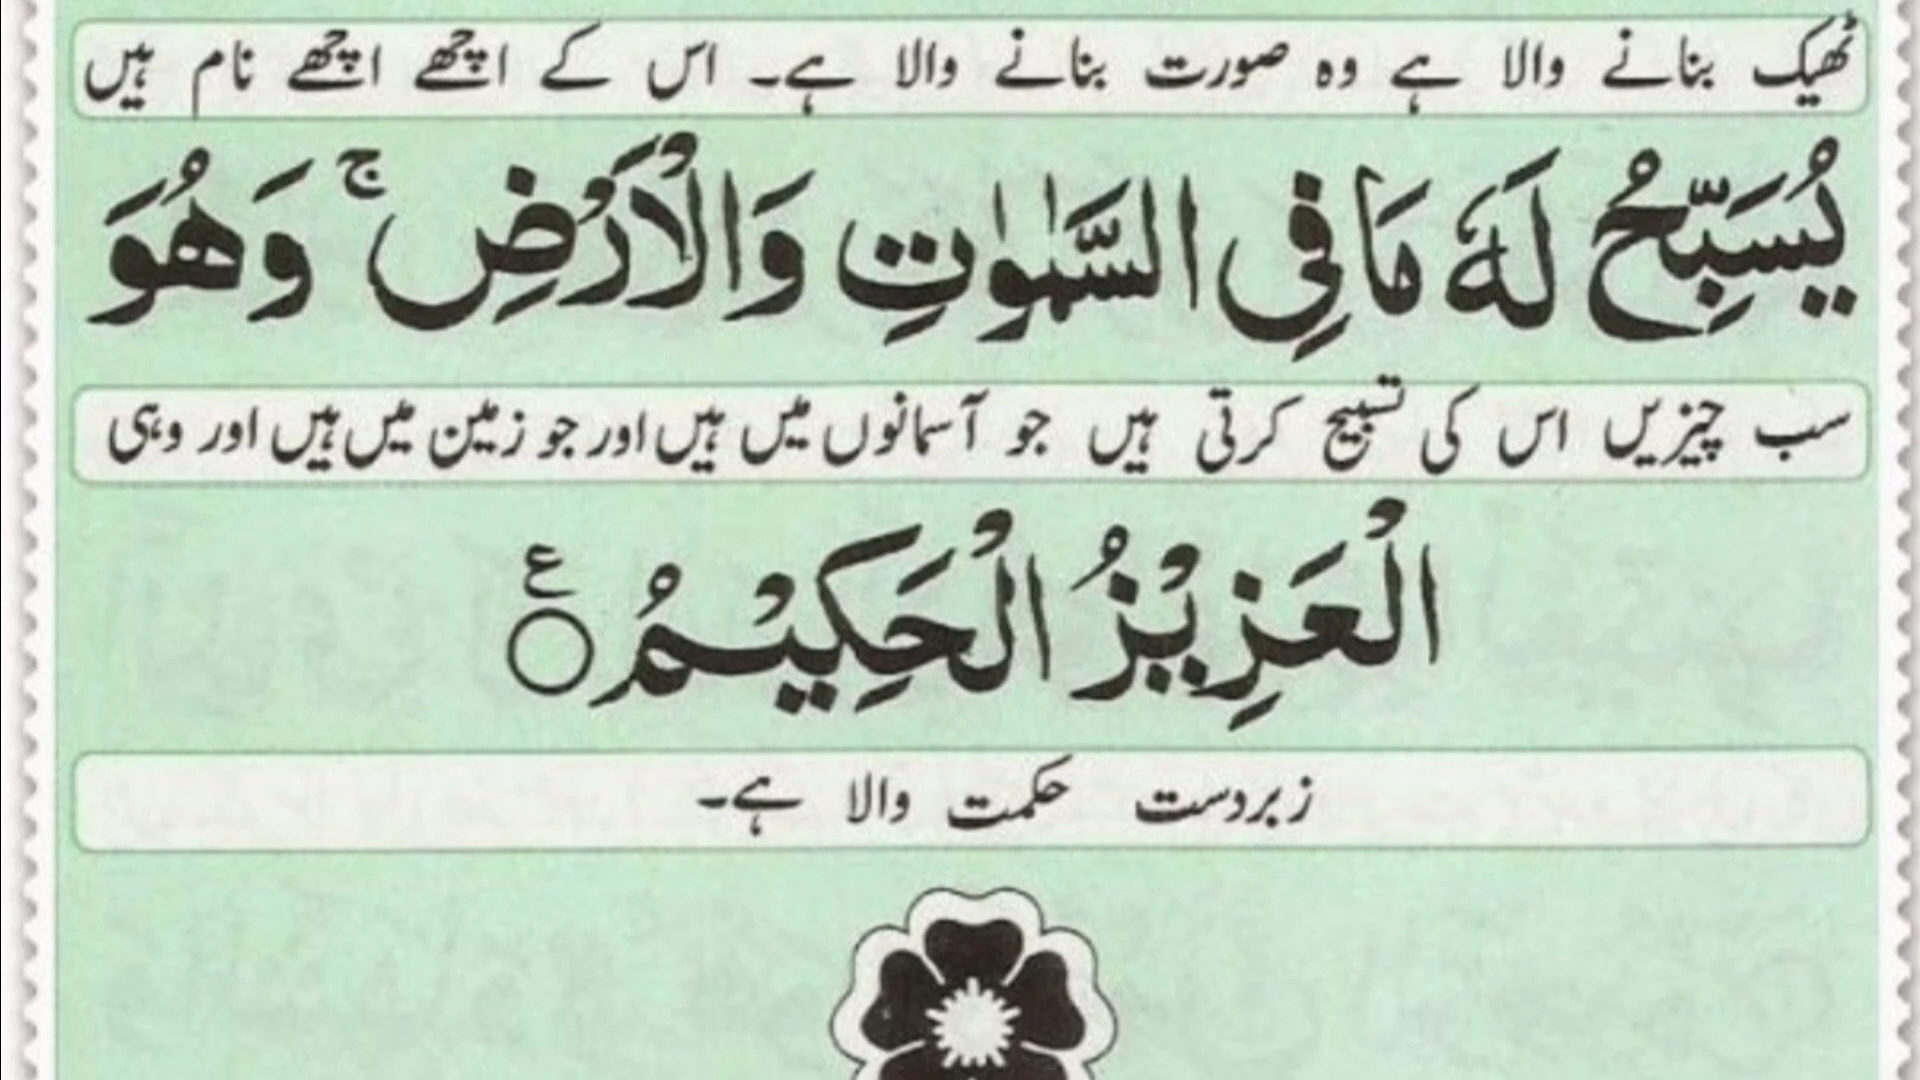 ٹھیک بنانے والا ہے وہ صورت بنانے والا ہے۔ اس کے اچھے اچھے نام ہیں
يُسَبِّحُ لَهٗ مَا فِى السَّمٰوٰتِ وَالْاَرْضِ ۚ وَهُوَ
سب چیزیں اس کی تسبیح کرتی ہیں جو آسمانوں میں ہیں اور جو زمین میں ہیں اور وہی
الْعَزِيْزُ الْحَكِيْمُ ○ ع
زبردست حکمت والا ہے۔